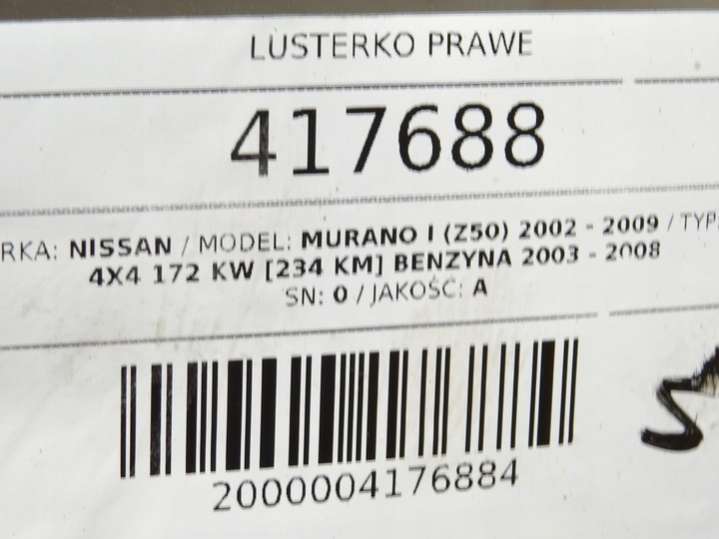 LUSTERKO PRAWE
417688
RKA: NISSAN / MODEL: MURANO I (Z50) 2002 - 2009 / TYP:
4X4 172 KW [234 KM] BENZYNA 2003 - 2008
SN: 0 / JAKOŚĆ: A
2000004176884